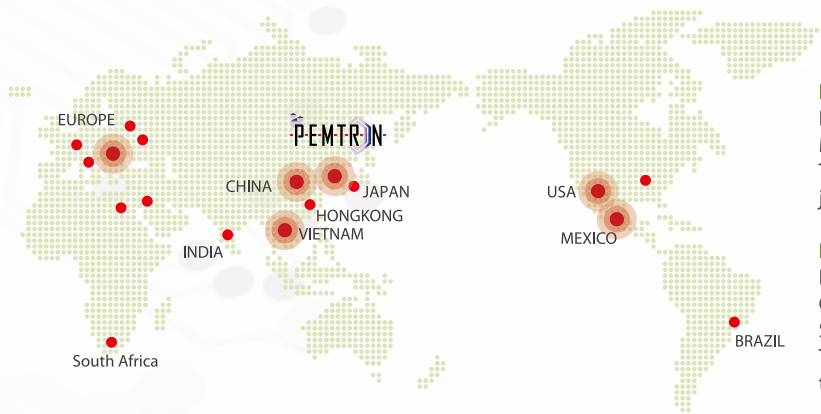 EUROPE
PEMTRON
CHINA
JAPAN
USA
HONGKONG
VIETNAM
MEXICO
INDIA
BRAZIL
South Africa